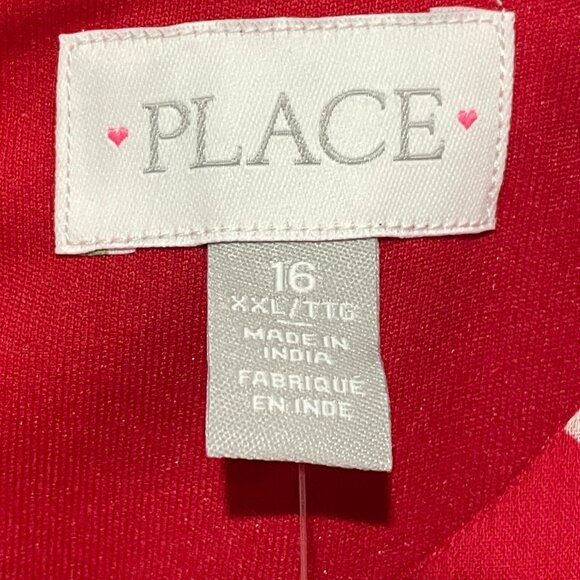 PLACE
16
XXL/TTG
MADE IN
INDIA
FABRIQUÉ
EN INDE